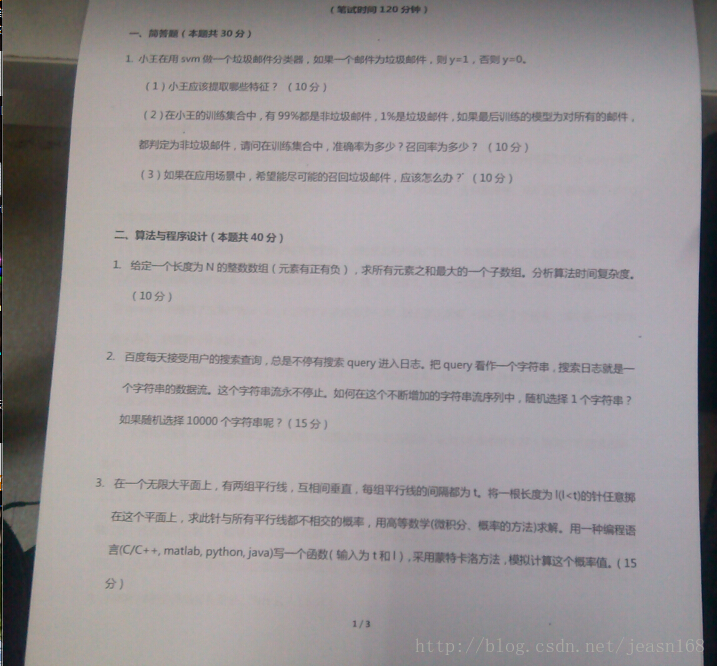 （笔试时间 120 分钟）
一、简答题（本题共 30 分）
1. 小王在用 svm 做一个垃圾邮件分类器，如果一个邮件为垃圾邮件，则 y=1，否则 y=0。
（1）小王应该提取哪些特征？（10 分）
（2）在小王的训练集合中，有 99%都是非垃圾邮件，1%是垃圾邮件，如果最后训练的模型为对所有的邮件，
都判定为非垃圾邮件，请问在训练集合中，准确率为多少？召回率为多少？（10 分）
（3）如果在应用场景中，希望能尽可能的召回垃圾邮件，应该怎么办？（10 分）
二、算法与程序设计（本题共 40 分）
1. 给定一个长度为 N 的整数数组（元素有正有负），求所有元素之和最大的一个子数组。分析算法时间复杂度。
（10 分）
2. 百度每天接受用户的搜索查询，总是不停有搜索 query 进入日志。把 query 看作一个字符串，搜索日志就是一
个字符串的数据流。这个字符串流永不停止。如何在这个不断增加的字符串流序列中，随机选择 1 个字符串？
如果随机选择 10000 个字符串呢？（15 分）
3. 在一个无限大平面上，有两组平行线，互相间垂直，每组平行线的间隔都为 t。将一根长度为 l(l<t)的针任意掷
在这个平面上，求此针与所有平行线都不相交的概率，用高等数学(微积分、概率的方法)求解。用一种编程语
言(C/C++, matlab, python, java)写一个函数（输入为 t 和 l），采用蒙特卡洛方法，模拟计算这个概率值。（15
分）
1 / 3
http://blog.csdn.net/jeasn168